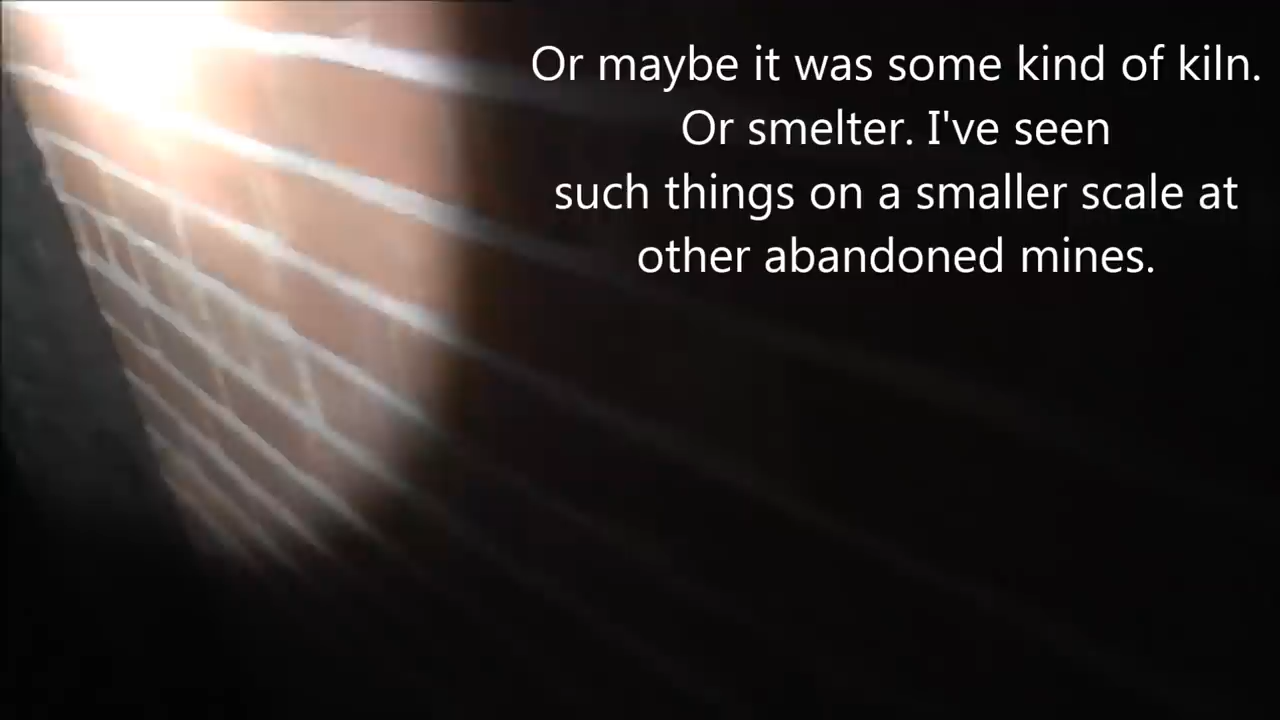 Or maybe it was some kind of kiln.
Or smelter. I've seen
such things on a smaller scale at
other abandoned mines.